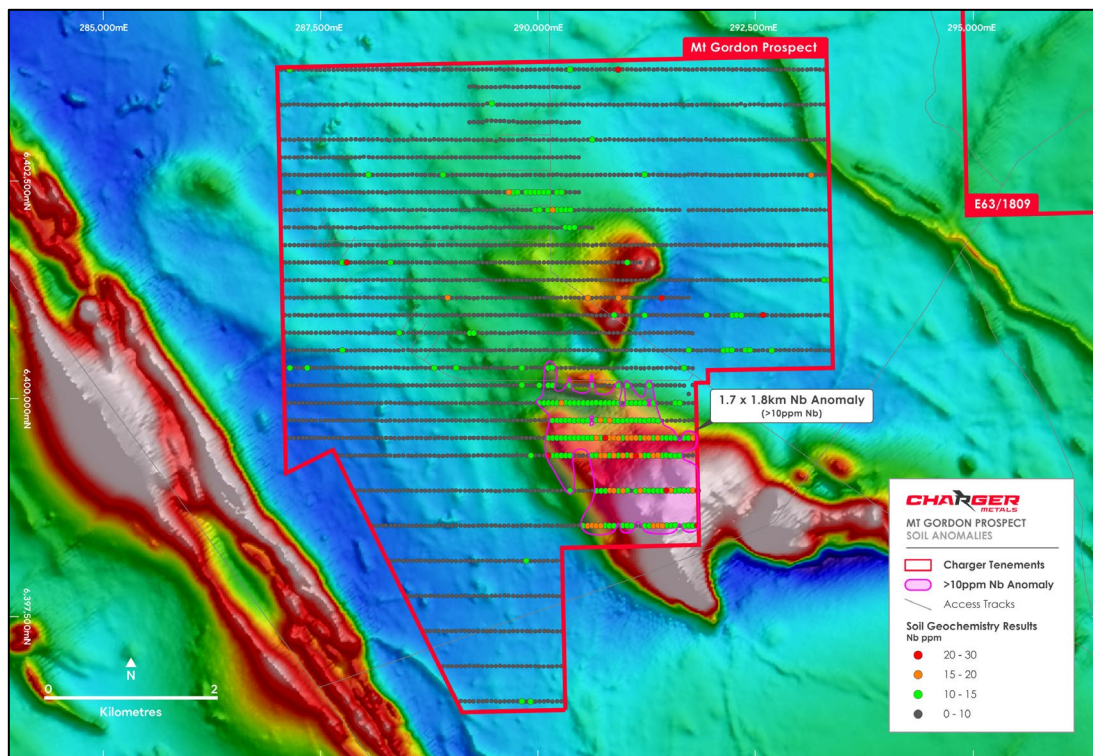 285,000mE
287,500mE
290,000mE
292,500mE
295,000mE
Mt Gordon Prospect
6,402,500mN
E63/1809
6,400,000mN
1.7 x 1.8km Nb Anomaly
(>10ppm Nb)
6,397,500mN
CHARGER
METALS
MT GORDON PROSPECT
SOIL ANOMALIES
Charger Tenements
>10ppm Nb Anomaly
Access Tracks
Soil Geochemistry Results
Nb ppm
20 - 30
15 - 20
10 - 15
0 - 10
N
0 2
Kilometres